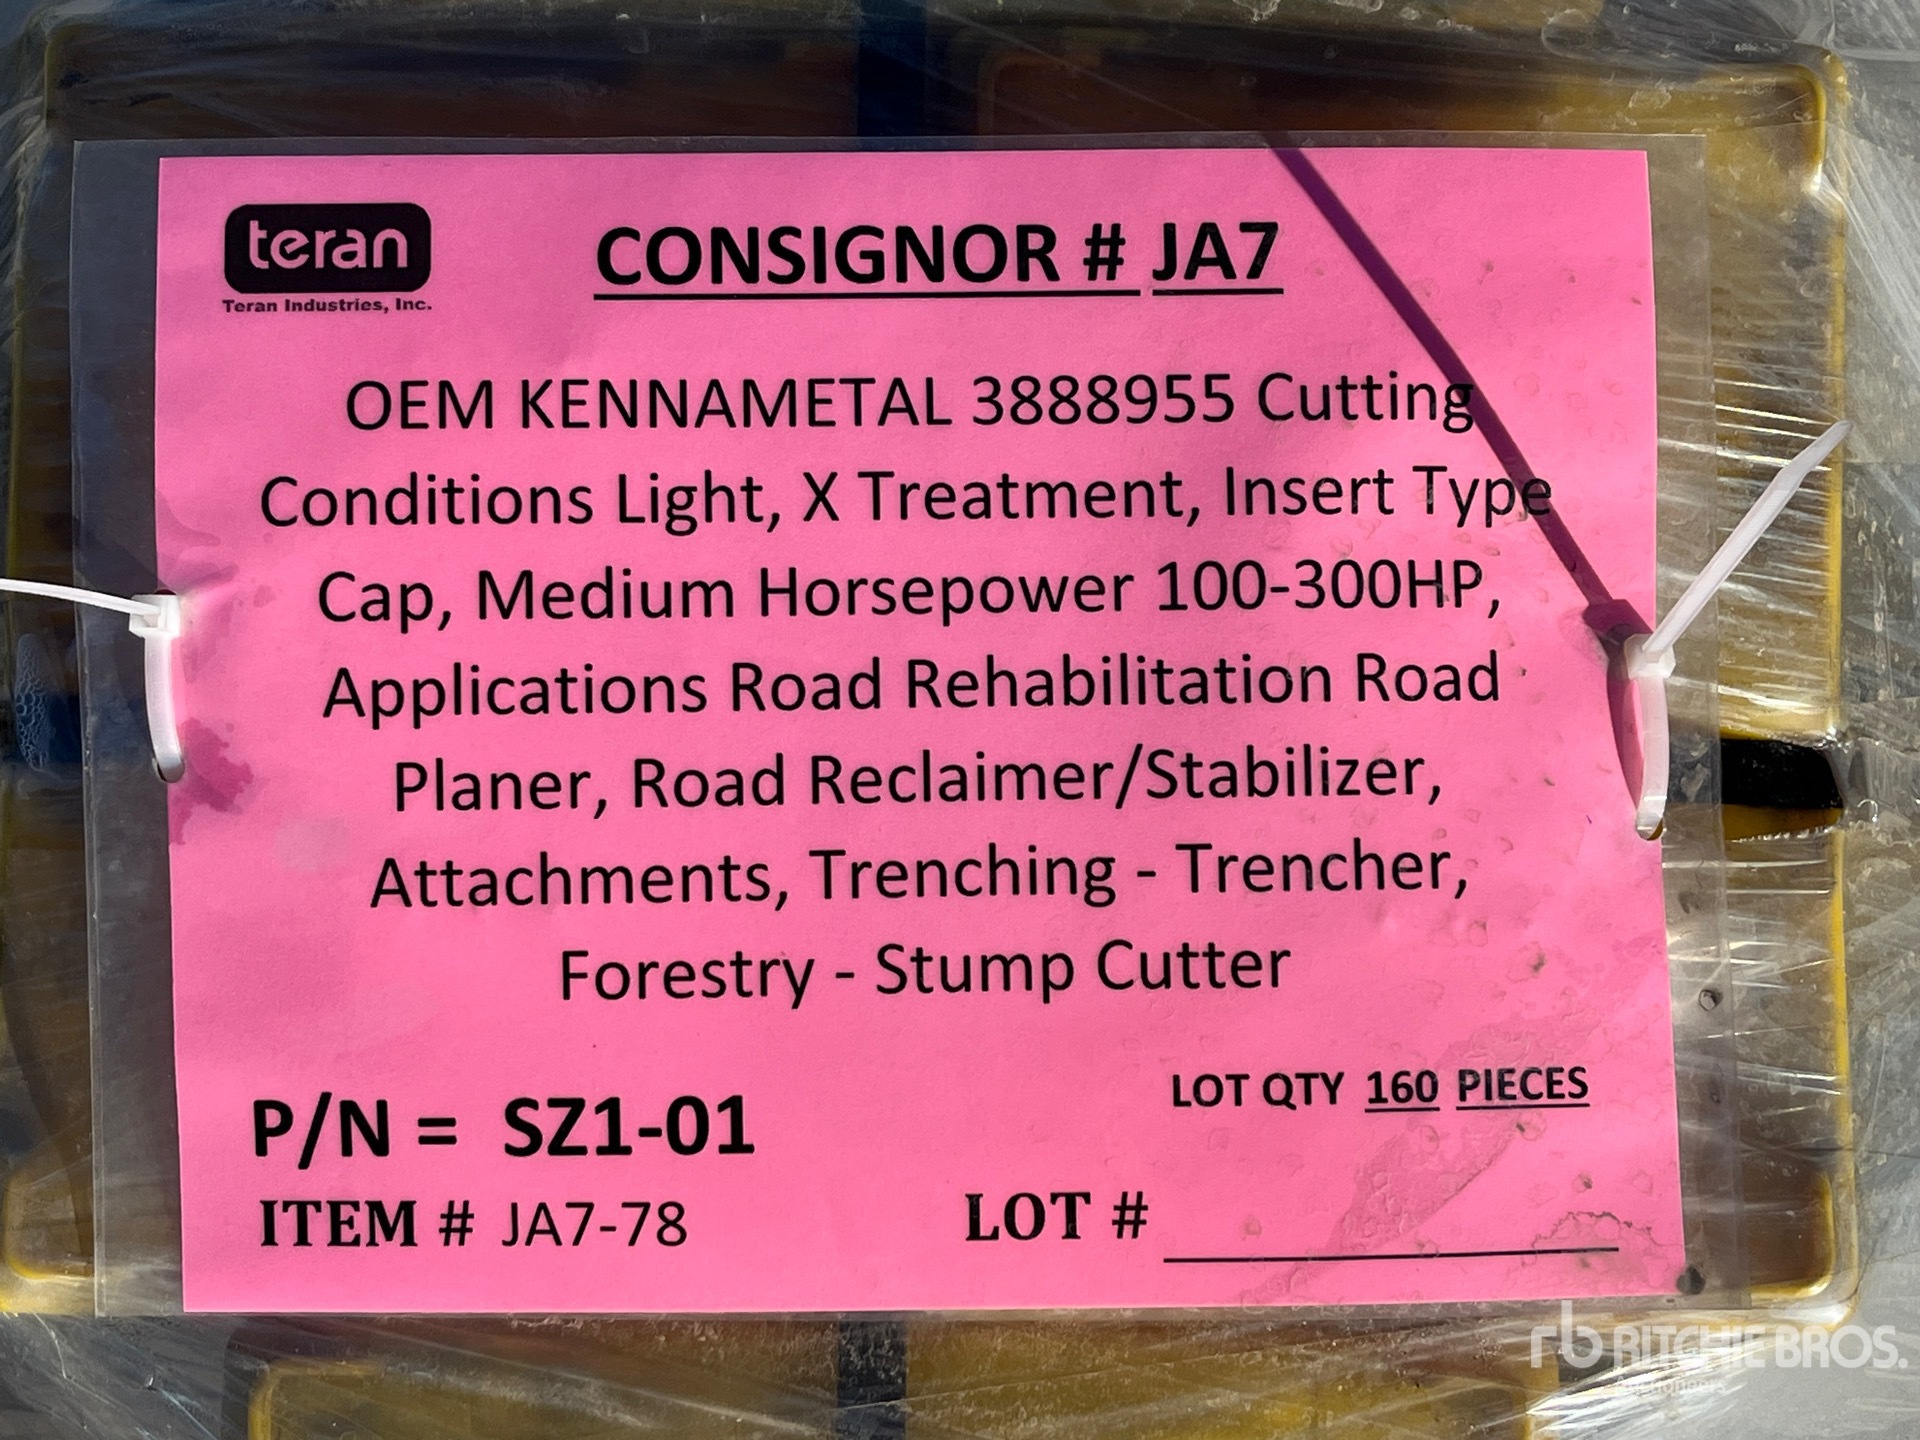 teran
Teran Industries, Inc.
CONSIGNOR # JA7
OEM KENNAMETAL 3888955 Cutting
Conditions Light, X Treatment, Insert Type
Cap, Medium Horsepower 100-300HP,
Applications Road Rehabilitation Road
Planer, Road Reclaimer/Stabilizer,
Attachments, Trenching - Trencher,
Forestry - Stump Cutter
LOT QTY 160 PIECES
P/N = SZ1-01
ITEM # JA7-78
LOT #
rb RITCHIE BROS.
Auctioneers